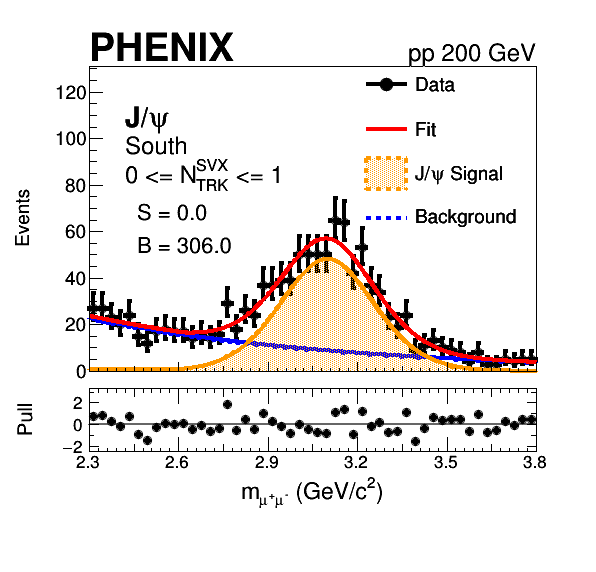 PHENIX pp 200 GeV
J/ψ
South
0 <= N_TRK^SVX <= 1
S = 0.0
B = 306.0
Data
Fit
J/ψ Signal
Background
Events
120
100
80
60
40
20
0
Pull
2
0
−2
2.3 2.6 2.9 3.2 3.5 3.8
m_μ⁺μ⁻ (GeV/c²)